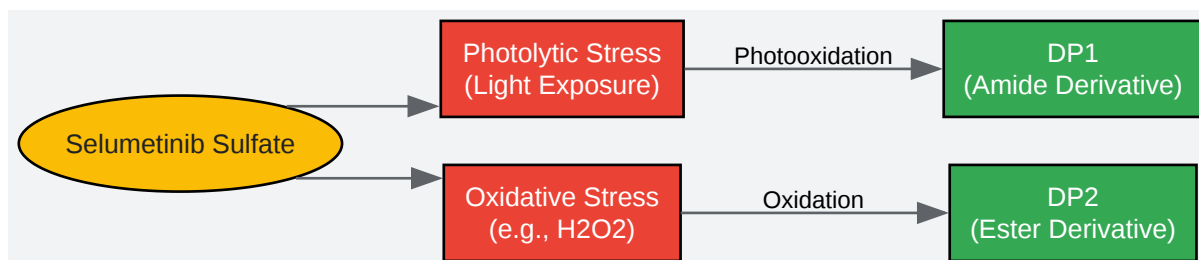 Selumetinib Sulfate
Photolytic Stress
(Light Exposure)
Photooxidation
DP1
(Amide Derivative)
Oxidative Stress
(e.g., H2O2)
Oxidation
DP2
(Ester Derivative)